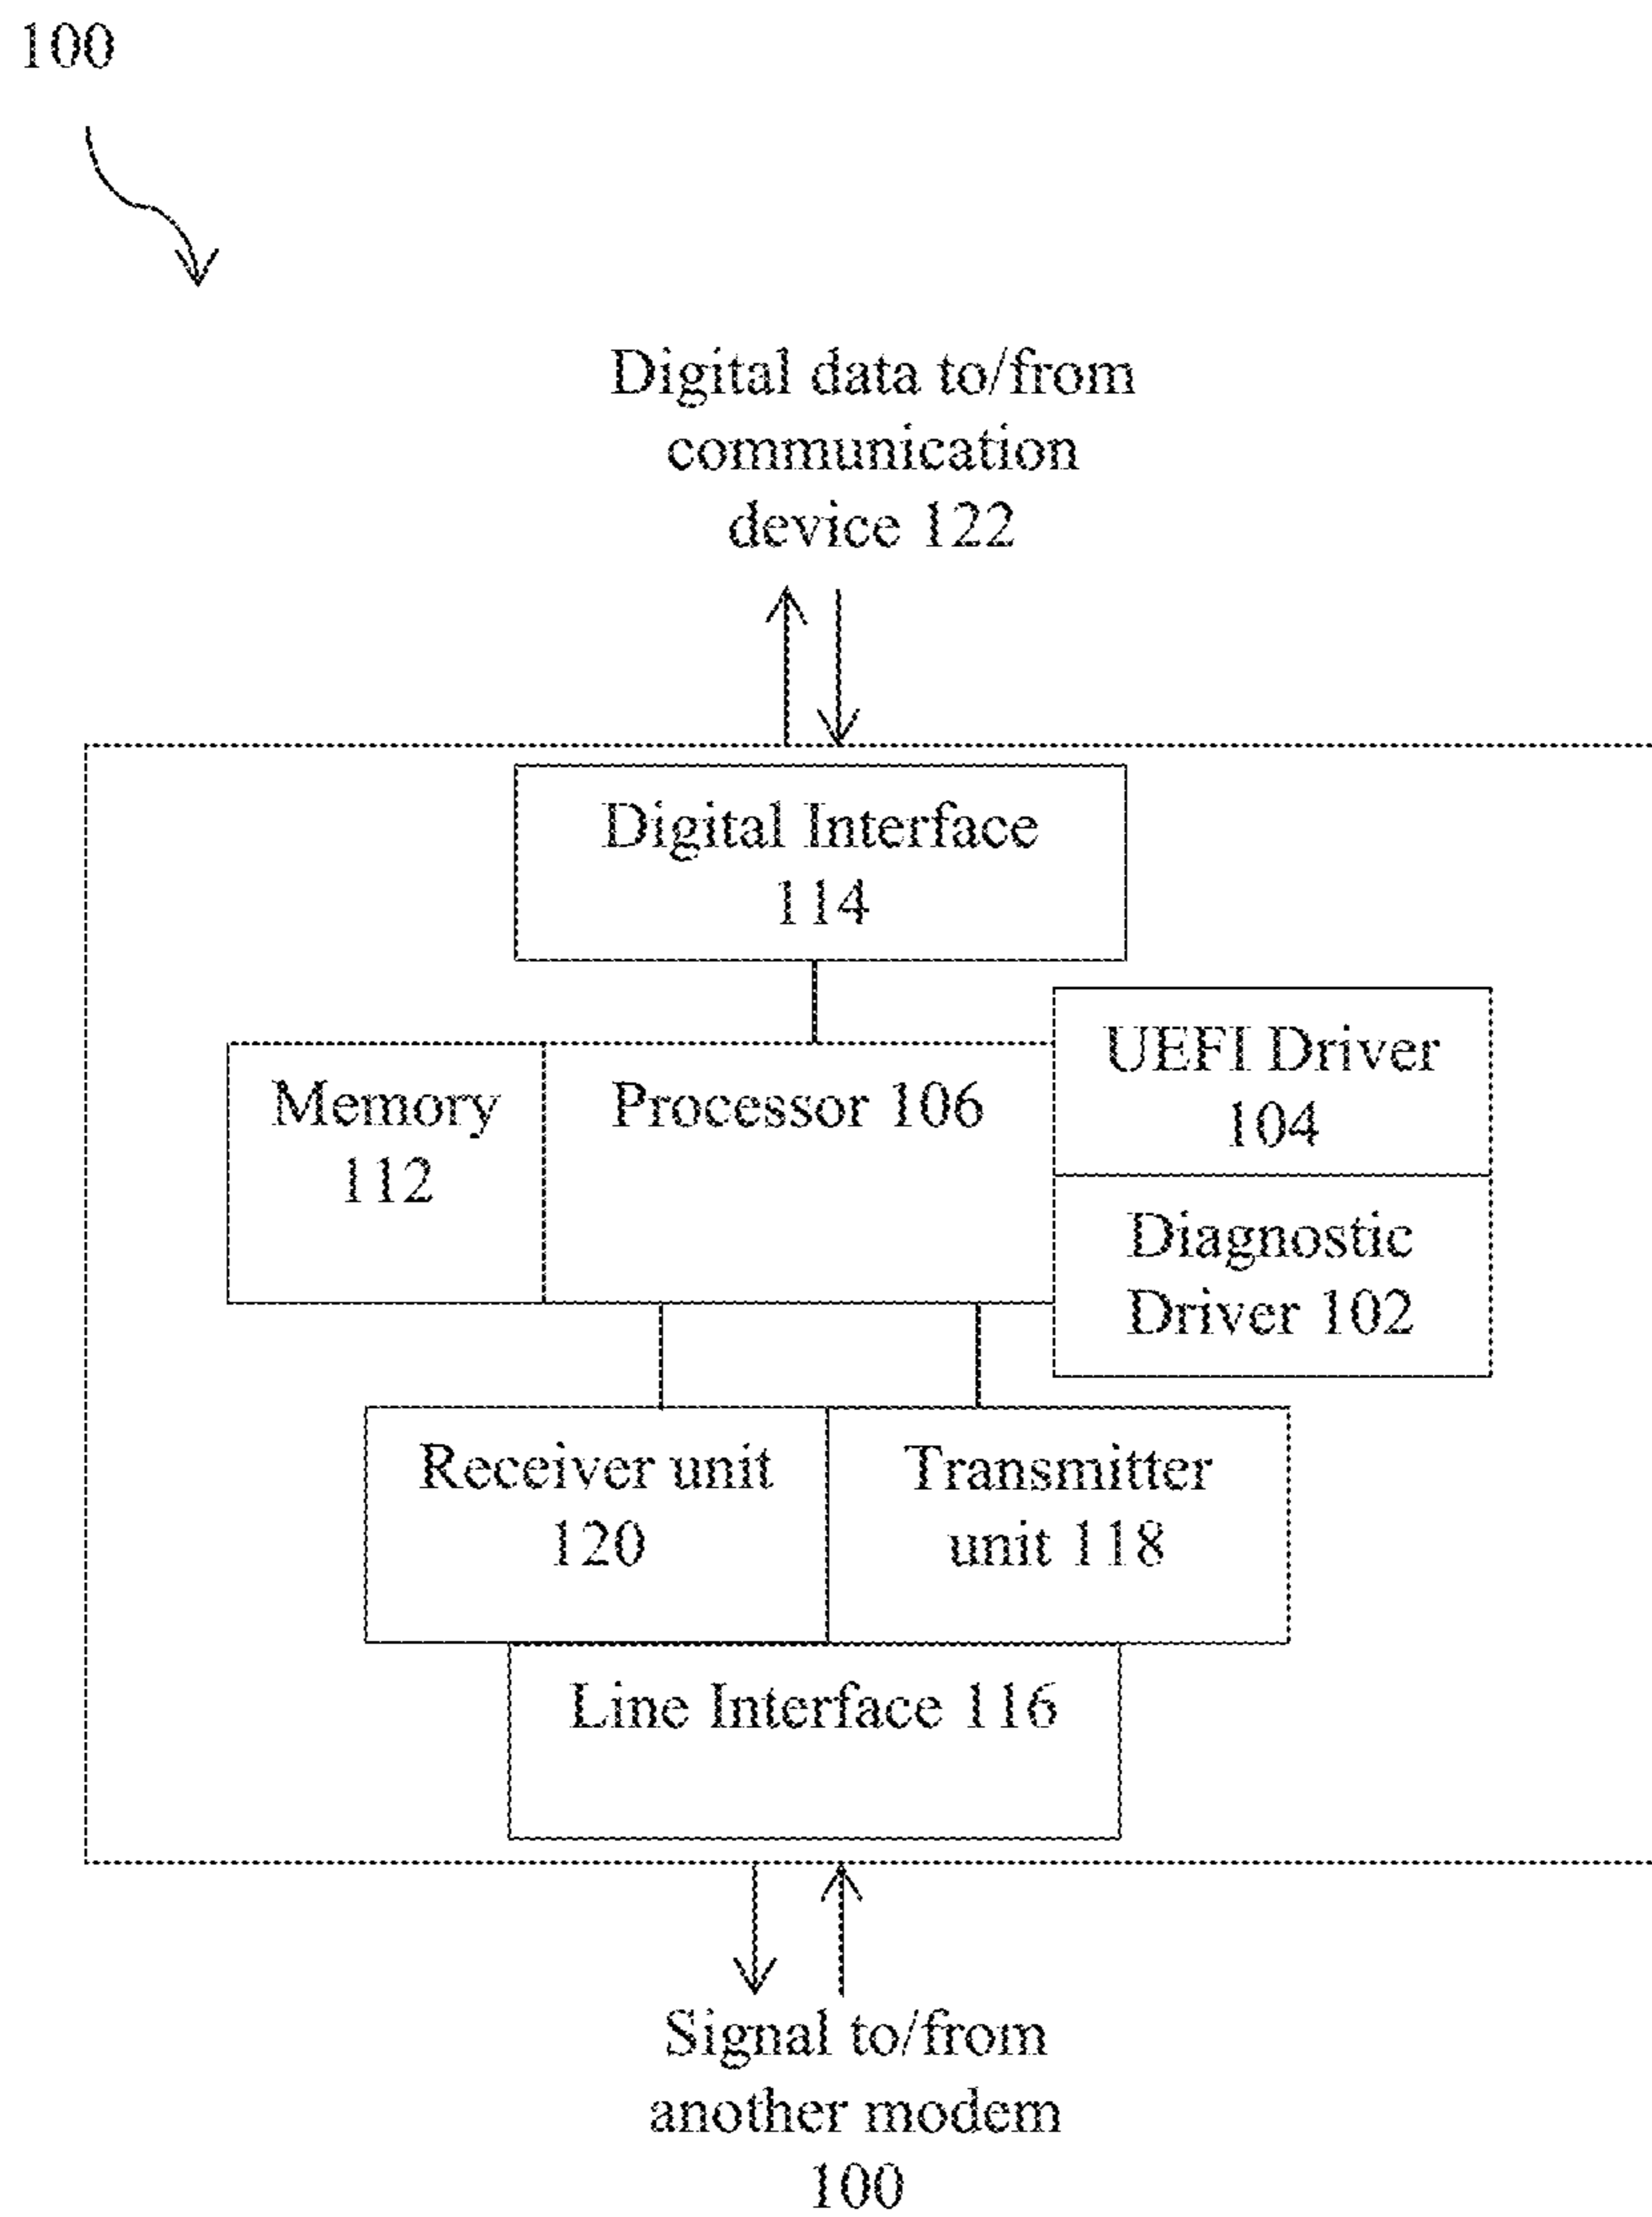 100
Digital data to/from
communication
device 122
Digital Interface
114
Memory
112
Processor 106
UEFI Driver
104
Diagnostic
Driver 102
Receiver unit
120
Transmitter
unit 118
Line Interface 116
Signal to/from
another modem
100